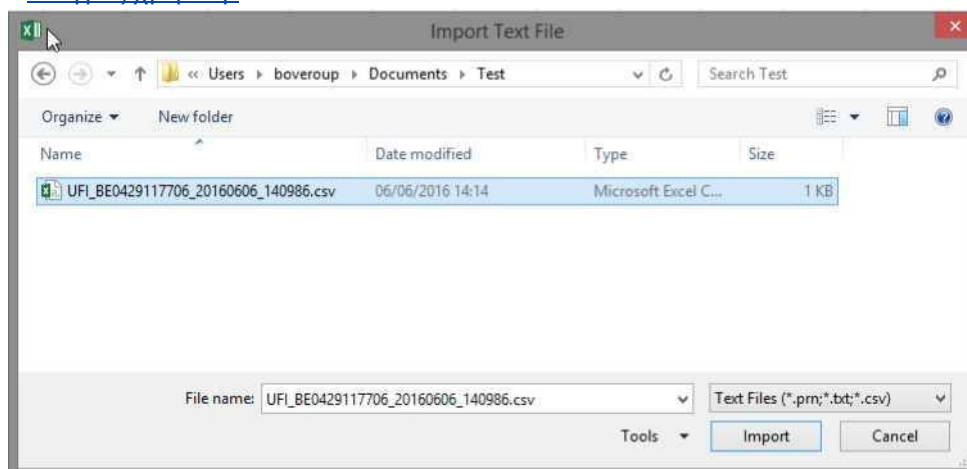 Import Text File
« Users Documents boveroup Test Search Test
Organize New folder
Name Date modified Type Size
UFI_BE0429117706_20160606_140986.csv 06/06/2016 14:14 Microsoft Excel C... 1 KB
File name: UFI_BE0429117706_20160606_140986.csv Text Files (*.prn;*.txt;*.csv)
Tools Import Cancel